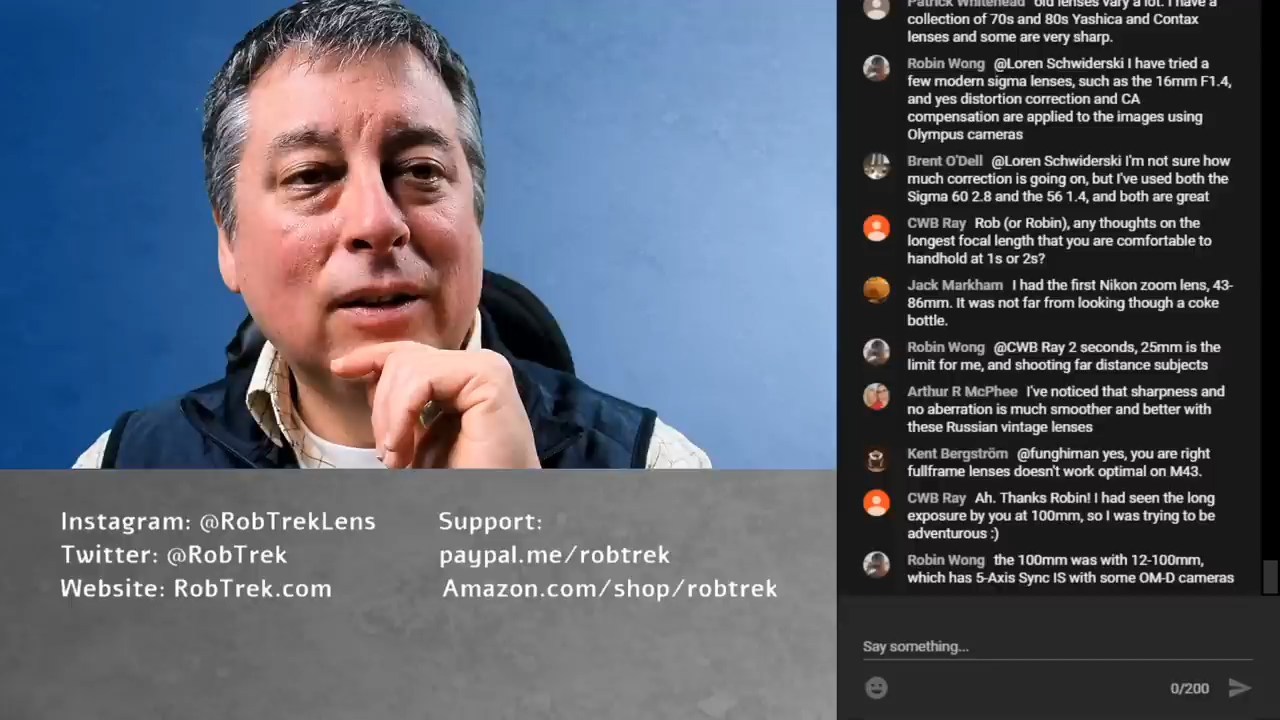 Instagram: @RobTrekLens
Twitter: @RobTrek
Website: RobTrek.com
Support:
paypal.me/robtrek
Amazon.com/shop/robtrek
Patrick Whitehead old lenses vary a lot. I have a
collection of 70s and 80s Yashica and Contax
lenses and some are very sharp.
Robin Wong @Loren Schwiderski I have tried a
few modern sigma lenses, such as the 16mm F1.4,
and yes distortion correction and CA
compensation are applied to the images using
Olympus cameras
Brent O'Dell @Loren Schwiderski I'm not sure how
much correction is going on, but I've used both the
Sigma 60 2.8 and the 56 1.4, and both are great
CWB Ray Rob (or Robin), any thoughts on the
longest focal length that you are comfortable to
handhold at 1s or 2s?
Jack Markham I had the first Nikon zoom lens, 43-
86mm. It was not far from looking though a coke
bottle.
Robin Wong @CWB Ray 2 seconds, 25mm is the
limit for me, and shooting far distance subjects
Arthur R McPhee I've noticed that sharpness and
no aberration is much smoother and better with
these Russian vintage lenses
Kent Bergström @funghiman yes, you are right
fullframe lenses doesn't work optimal on M43.
CWB Ray Ah. Thanks Robin! I had seen the long
exposure by you at 100mm, so I was trying to be
adventurous :)
Robin Wong the 100mm was with 12-100mm,
which has 5-Axis Sync IS with some OM-D cameras
Say something...
0/200